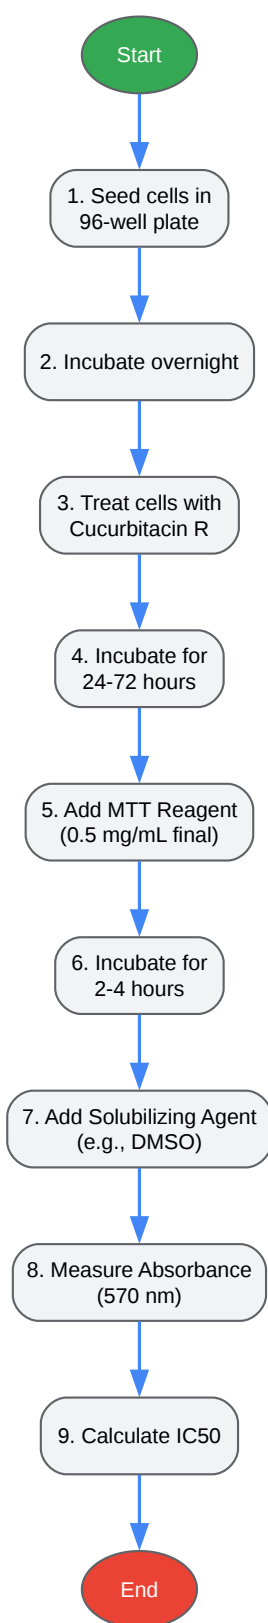 Start
1. Seed cells in
96-well plate
2. Incubate overnight
3. Treat cells with
Cucurbitacin R
4. Incubate for
24-72 hours
5. Add MTT Reagent
(0.5 mg/mL final)
6. Incubate for
2-4 hours
7. Add Solubilizing Agent
(e.g., DMSO)
8. Measure Absorbance
(570 nm)
9. Calculate IC50
End